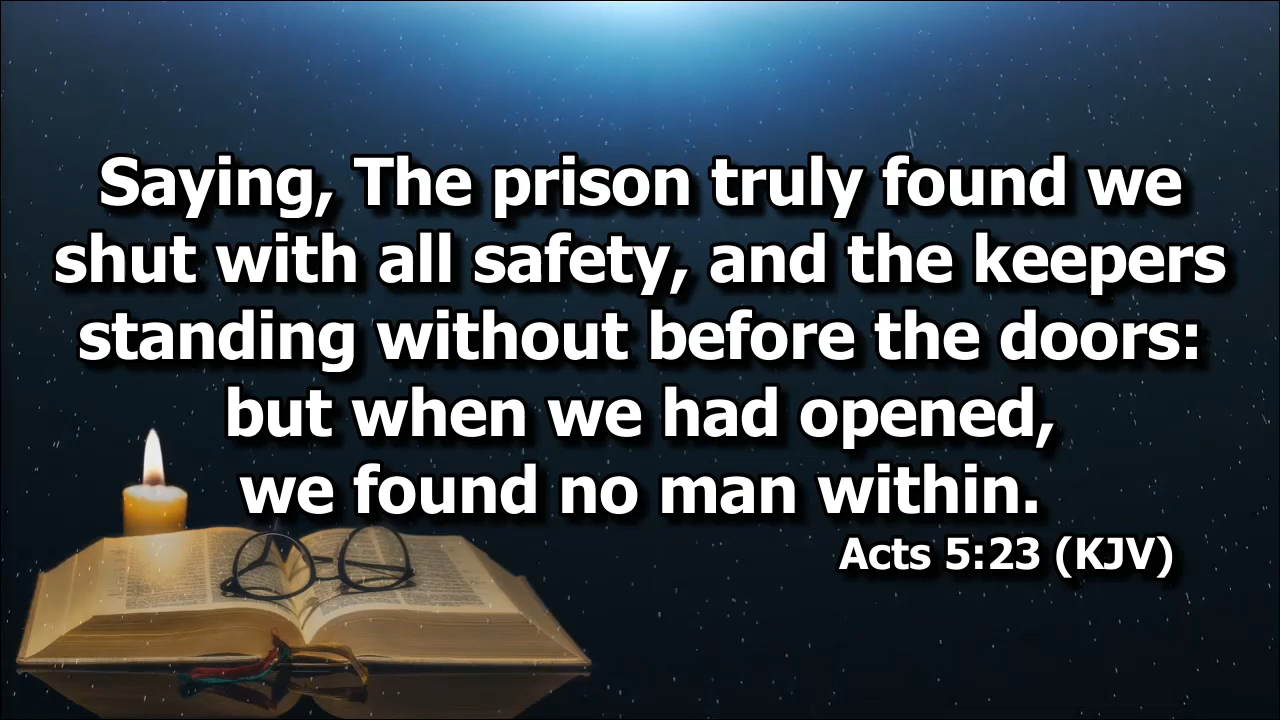 Saying, The prison truly found we
shut with all safety, and the keepers
standing without before the doors:
but when we had opened,
we found no man within.
Acts 5:23 (KJV)